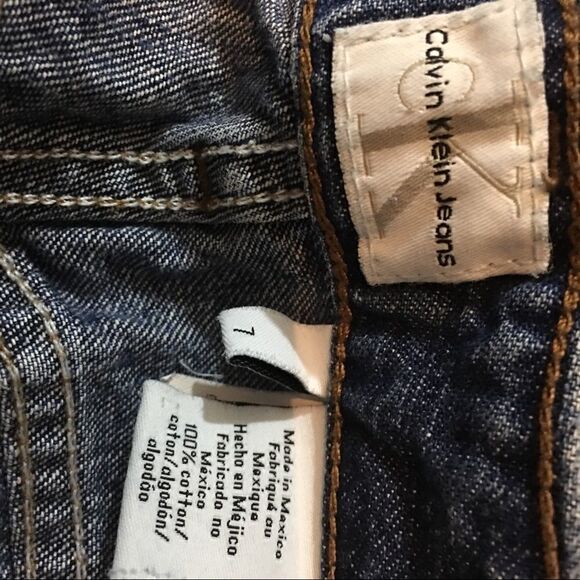 Calvin Klein Jeans
cK
7
Made in Mexico
Fabriqué au
Mexique
Hecho en Méjico
Fabricado no
México
100% cotton/
coton/algodón/
algodão